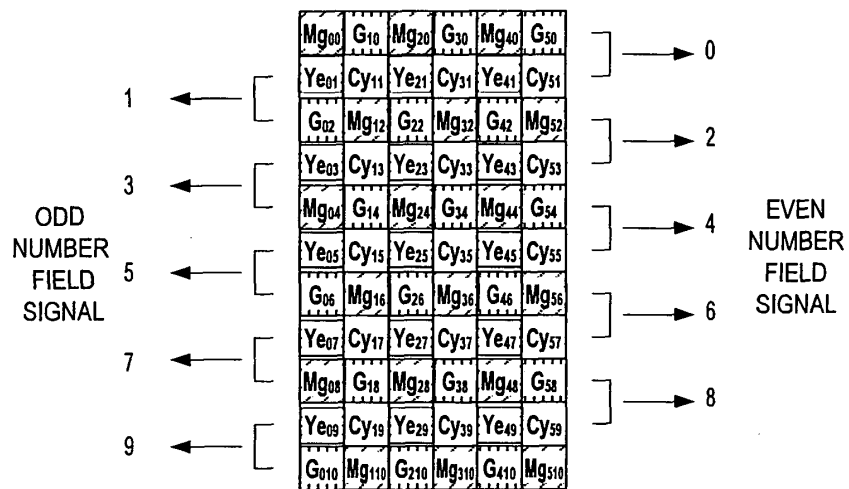 Mg00 G10 Mg20 G30 Mg40 G50
0
Ye01 Cy11 Ye21 Cy31 Ye41 Cy51
1
G02 Mg12 G22 Mg32 G42 Mg52
2
Ye03 Cy13 Ye23 Cy33 Ye43 Cy53
3
Mg04 G14 Mg24 G34 Mg44 G54
4
Ye05 Cy15 Ye25 Cy35 Ye45 Cy55
5
G06 Mg16 G26 Mg36 G46 Mg56
6
Ye07 Cy17 Ye27 Cy37 Ye47 Cy57
7
Mg08 G18 Mg28 G38 Mg48 G58
8
Ye09 Cy19 Ye29 Cy39 Ye49 Cy59
9
G010 Mg110 G210 Mg310 G410 Mg510
ODD
NUMBER
FIELD
SIGNAL
EVEN
NUMBER
FIELD
SIGNAL